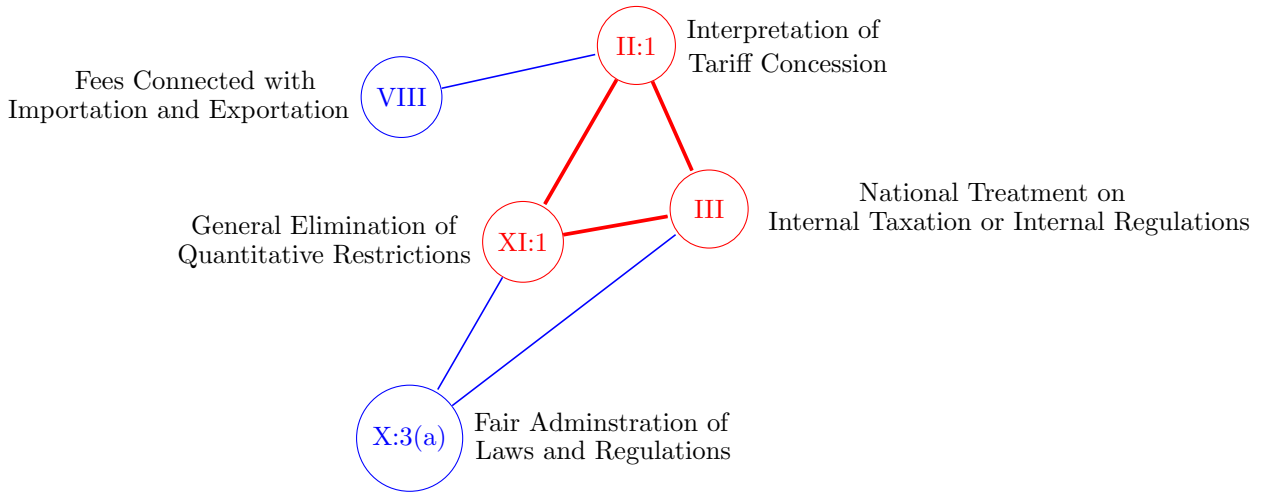 II:1
Interpretation of
Tariff Concession
Fees Connected with
Importation and Exportation
VIII
National Treatment on
Internal Taxation or Internal Regulations
III
General Elimination of
Quantitative Restrictions
XI:1
X:3(a)
Fair Adminstration of
Laws and Regulations